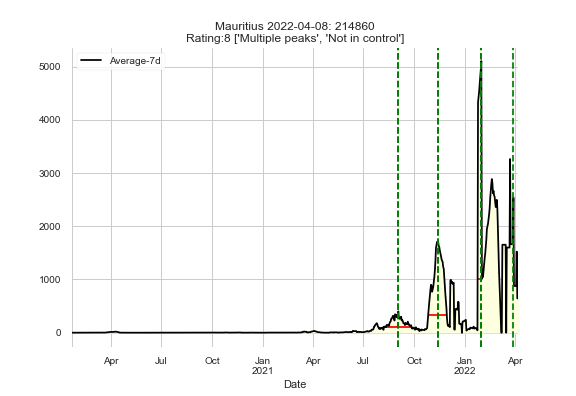 Mauritius 2022-04-08: 214860
Rating:8 ['Multiple peaks', 'Not in control']
Average-7d
5000
4000
3000
2000
1000
0
Apr Jul Oct Jan Apr Jul Oct Jan Apr
2021 2022
Date